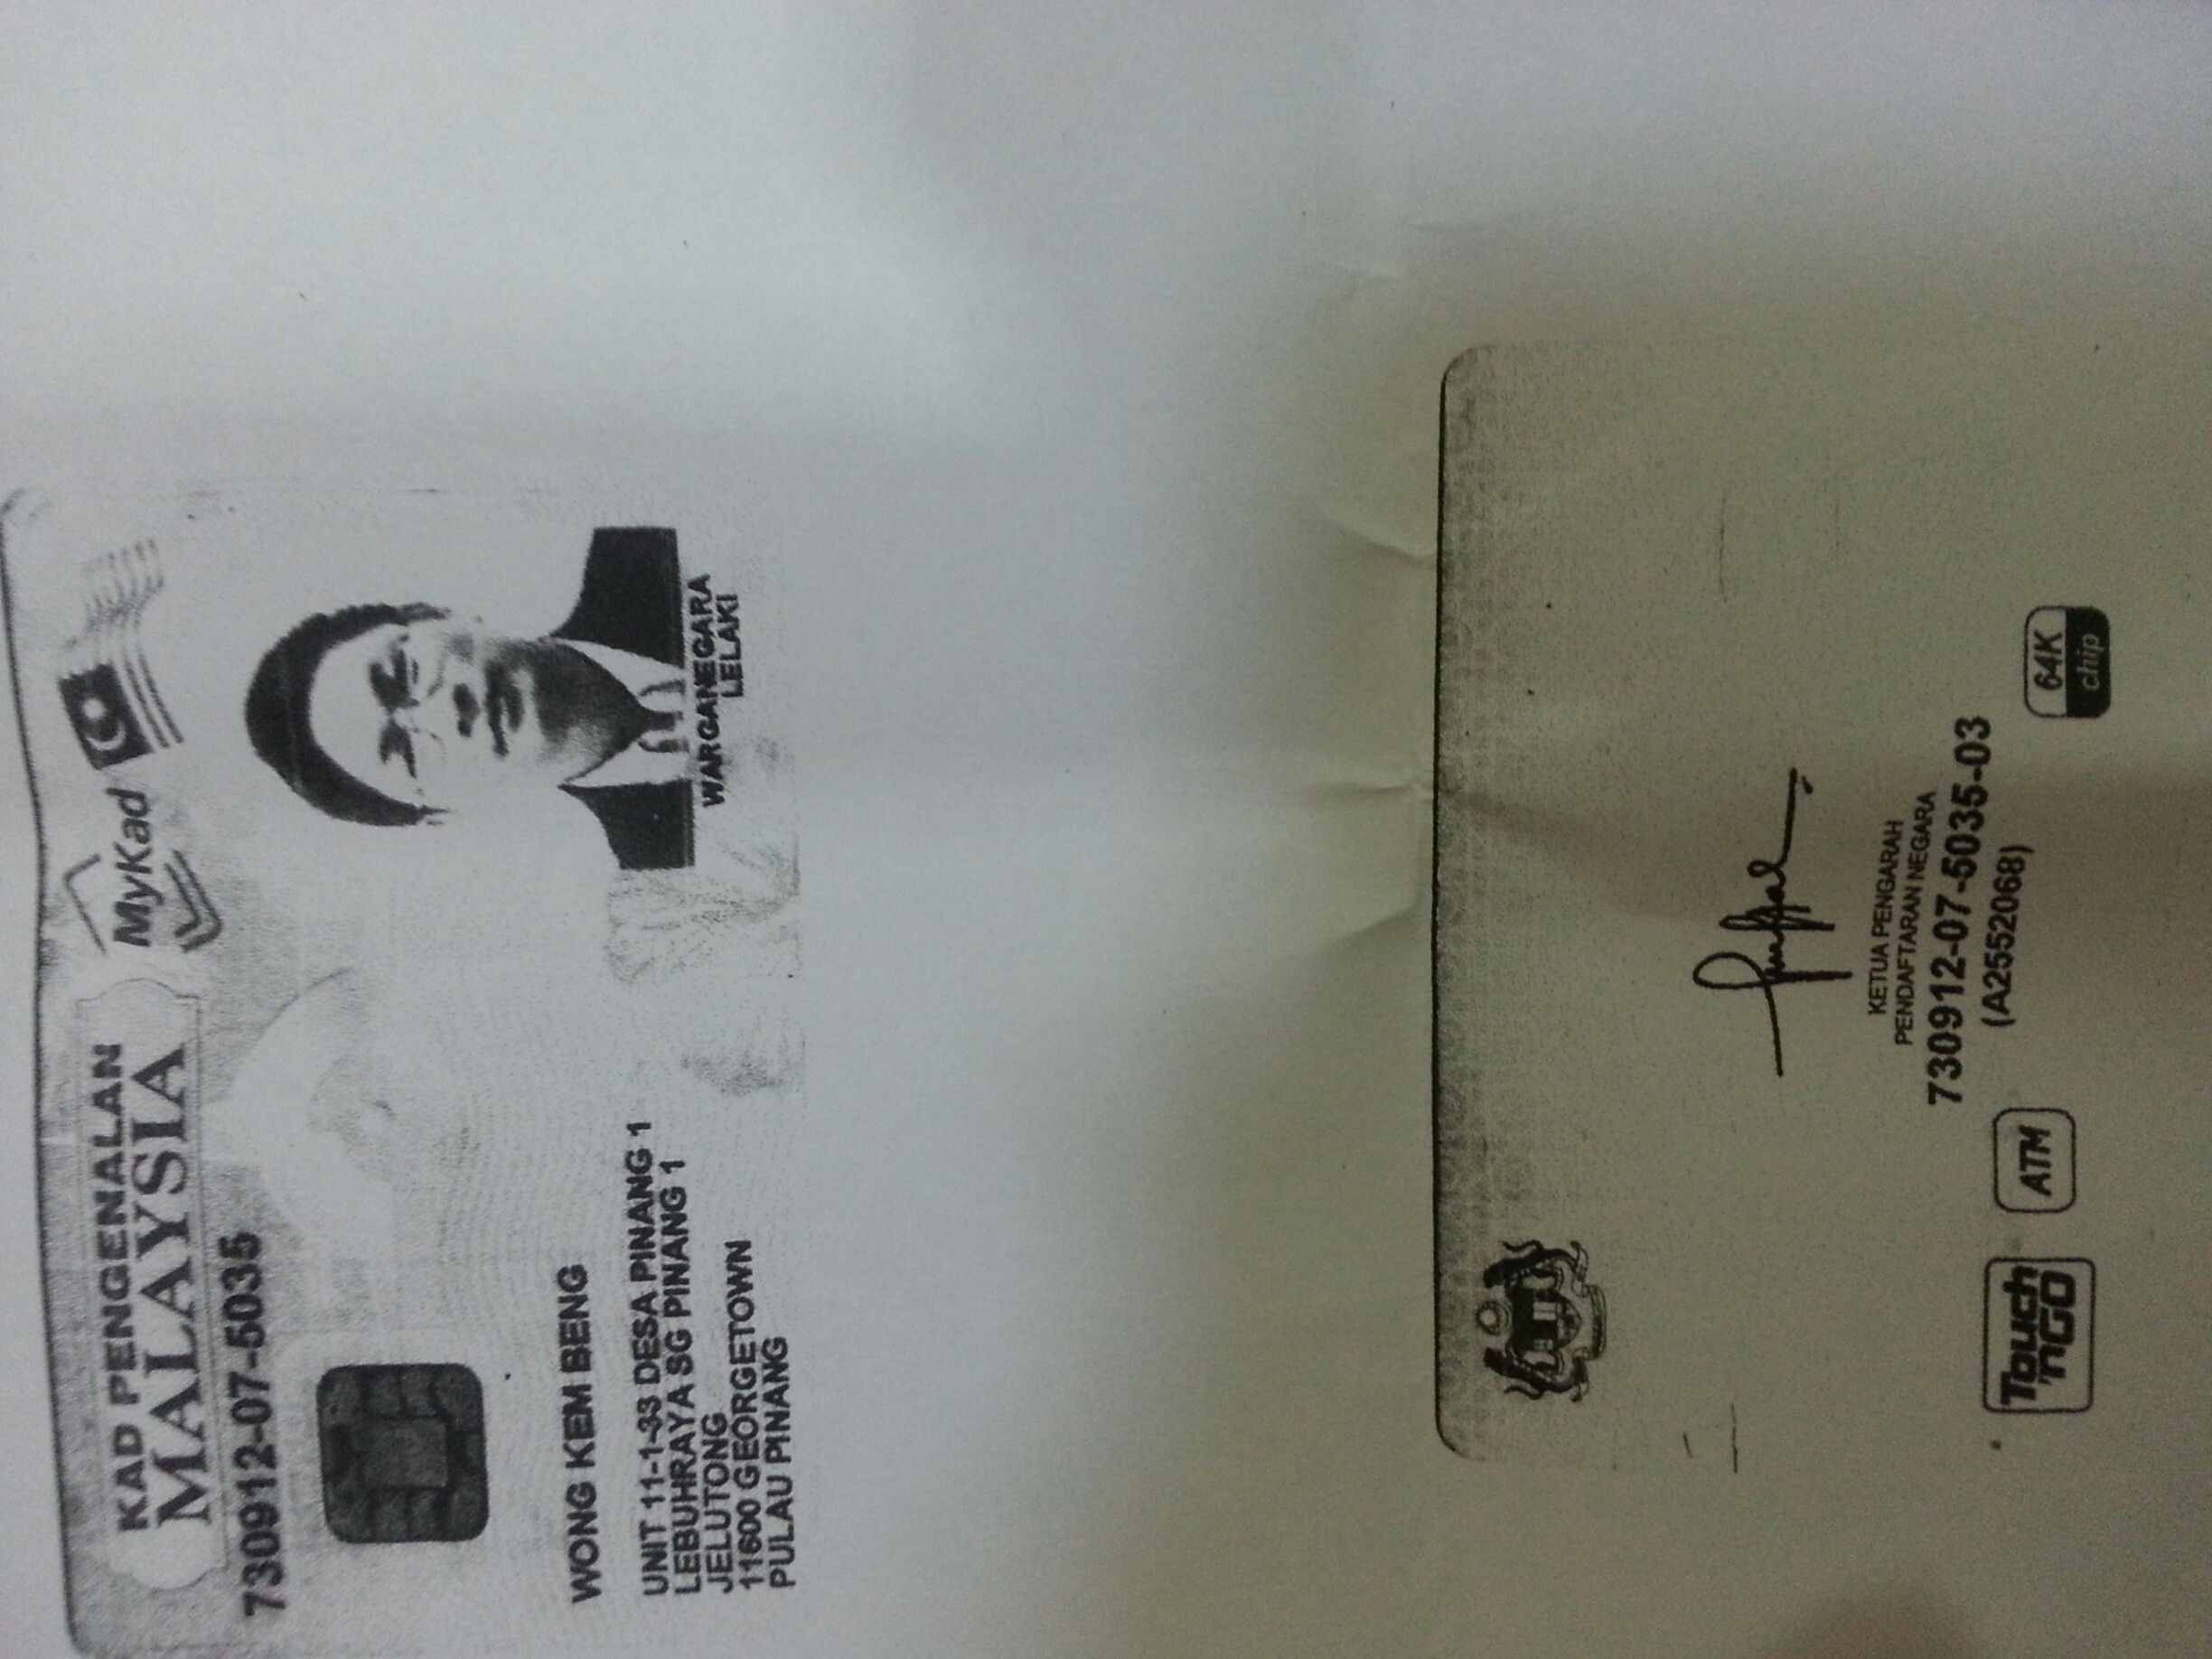 KAD PENGENALAN
MALAYSIA
MyKad
730912-07-5035
WONG KEM BENG
UNIT 11-1-33 DESA PINANG 1
LEBUHRAYA SG PINANG 1
JELUTONG
11600 GEORGETOWN
PULAU PINANG
WARGANEGARA
LELAKI
KETUA PENGARAH
PENDAFTARAN NEGARA
730912-07-5035-03
(A2552068)
Touch 'nGO
ATM
64K
chip